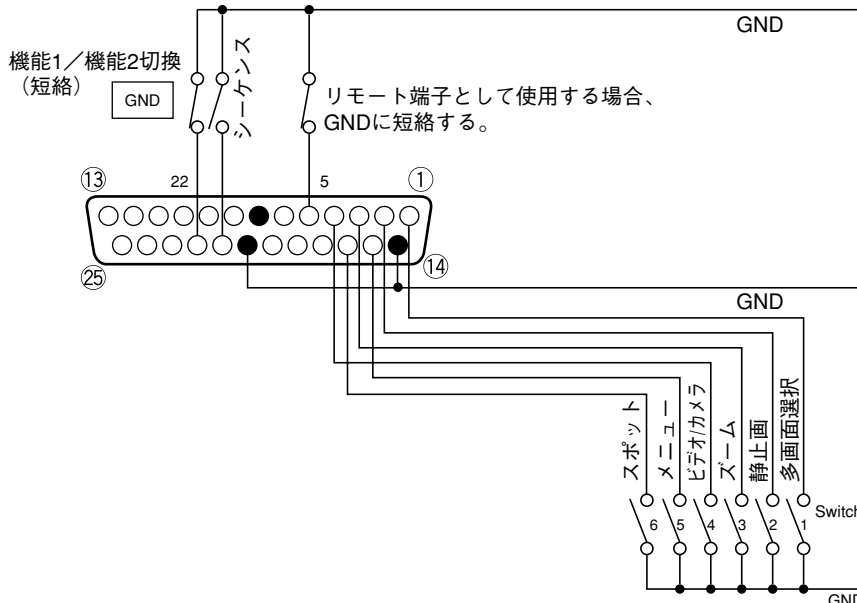 GND
機能1／機能2切換
（短絡）
GND
シーケンス
リモート端子として使用する場合、
GNDに短絡する。
⑬
22
5
①
㉕
⑭
GND
スポット
メニュー
ビデオ/カメラ
ズーム
静止画
多画面選択
6
5
4
3
2
1
Switch
GND